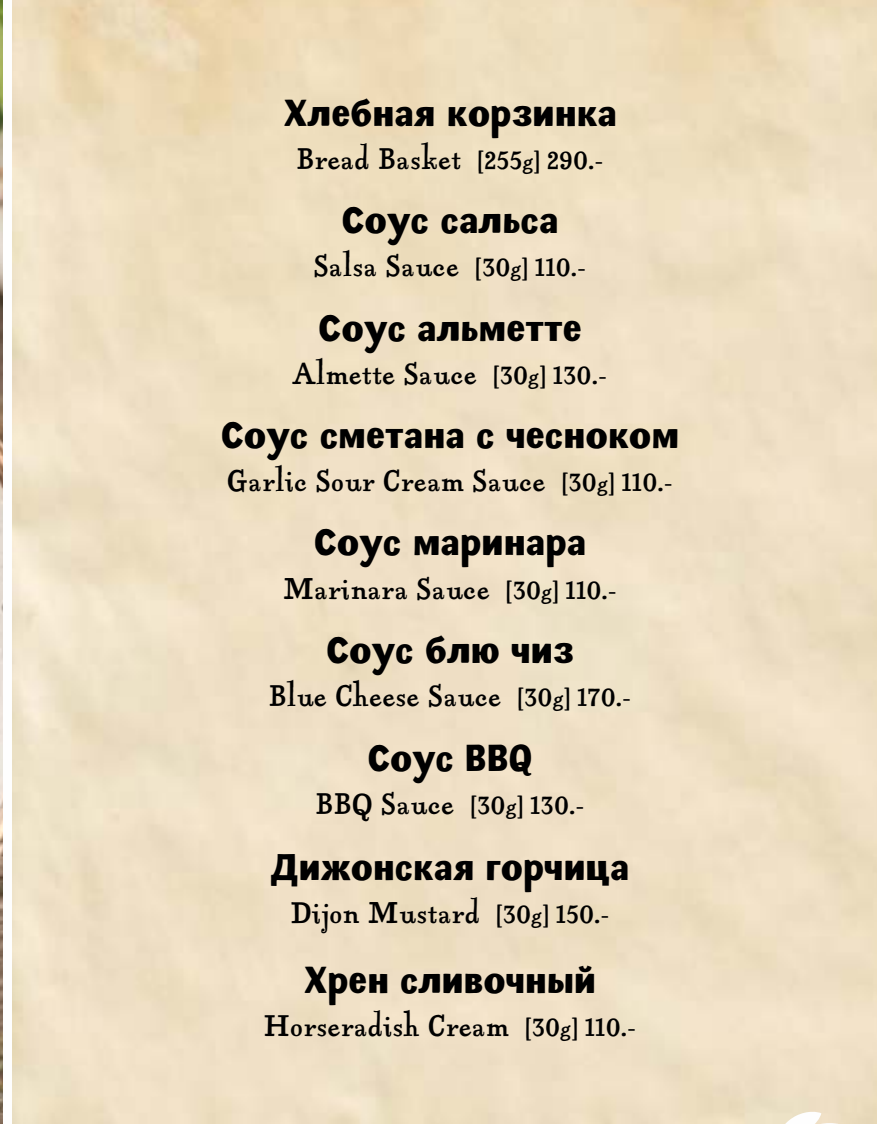 Хлебная корзинка
Bread Basket [255g] 290.-
Соус сальса
Salsa Sauce [30g] 110.-
Соус альметте
Almette Sauce [30g] 130.-
Соус сметана с чесноком
Garlic Sour Cream Sauce [30g] 110.-
Соус маринара
Marinara Sauce [30g] 110.-
Соус блю чиз
Blue Cheese Sauce [30g] 170.-
Соус BBQ
BBQ Sauce [30g] 130.-
Дижонская горчица
Dijon Mustard [30g] 150.-
Хрен сливочный
Horseradish Cream [30g] 110.-